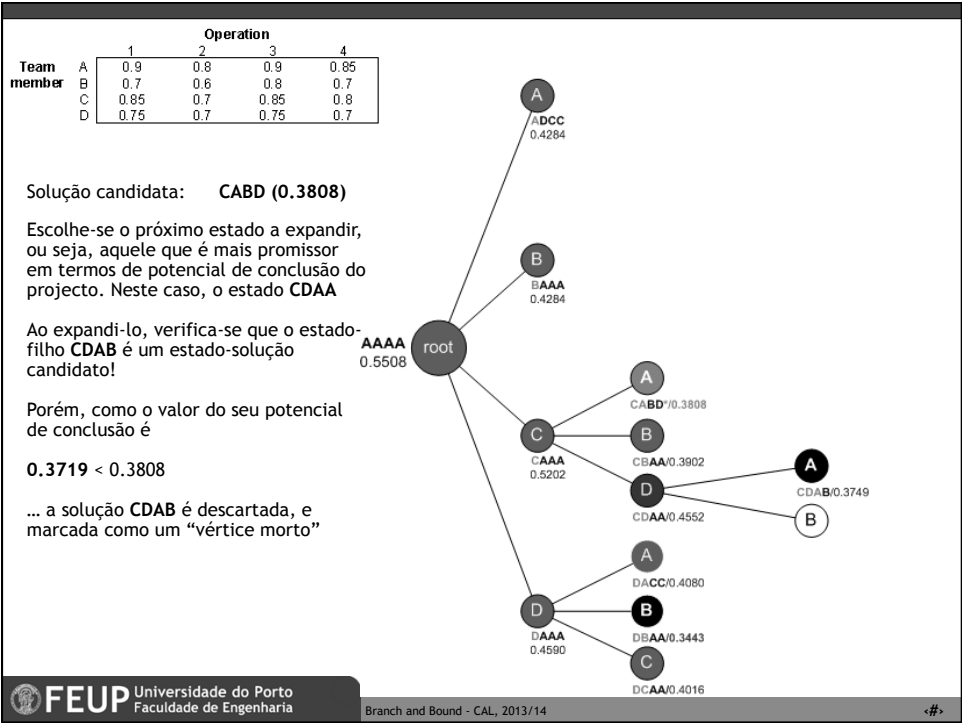 Operation
1 2 3 4
Team member
A 0.9 0.8 0.9 0.85
B 0.7 0.6 0.8 0.7
C 0.85 0.7 0.85 0.8
D 0.75 0.7 0.75 0.7
Solução candidata: CABD (0.3808)
Escolhe-se o próximo estado a expandir,
ou seja, aquele que é mais promissor
em termos de potencial de conclusão do
projecto. Neste caso, o estado CDAA
Ao expandi-lo, verifica-se que o estado-
filho CDAB é um estado-solução
candidato!
Porém, como o valor do seu potencial
de conclusão é
0.3719 < 0.3808
… a solução CDAB é descartada, e
marcada como um “vértice morto”
AAAA
0.5508
root
A
ADCC
0.4284
B
BAAA
0.4284
C
CAAA
0.5202
D
DAAA
0.4590
A
CABD*/0.3808
B
CBAA/0.3902
D
CDAA/0.4552
A
CDAB/0.3749
B
A
DACC/0.4080
B
DBAA/0.3443
C
DCAA/0.4016
FEUP Universidade do Porto
Faculdade de Engenharia
Branch and Bound - CAL, 2013/14
‹#›